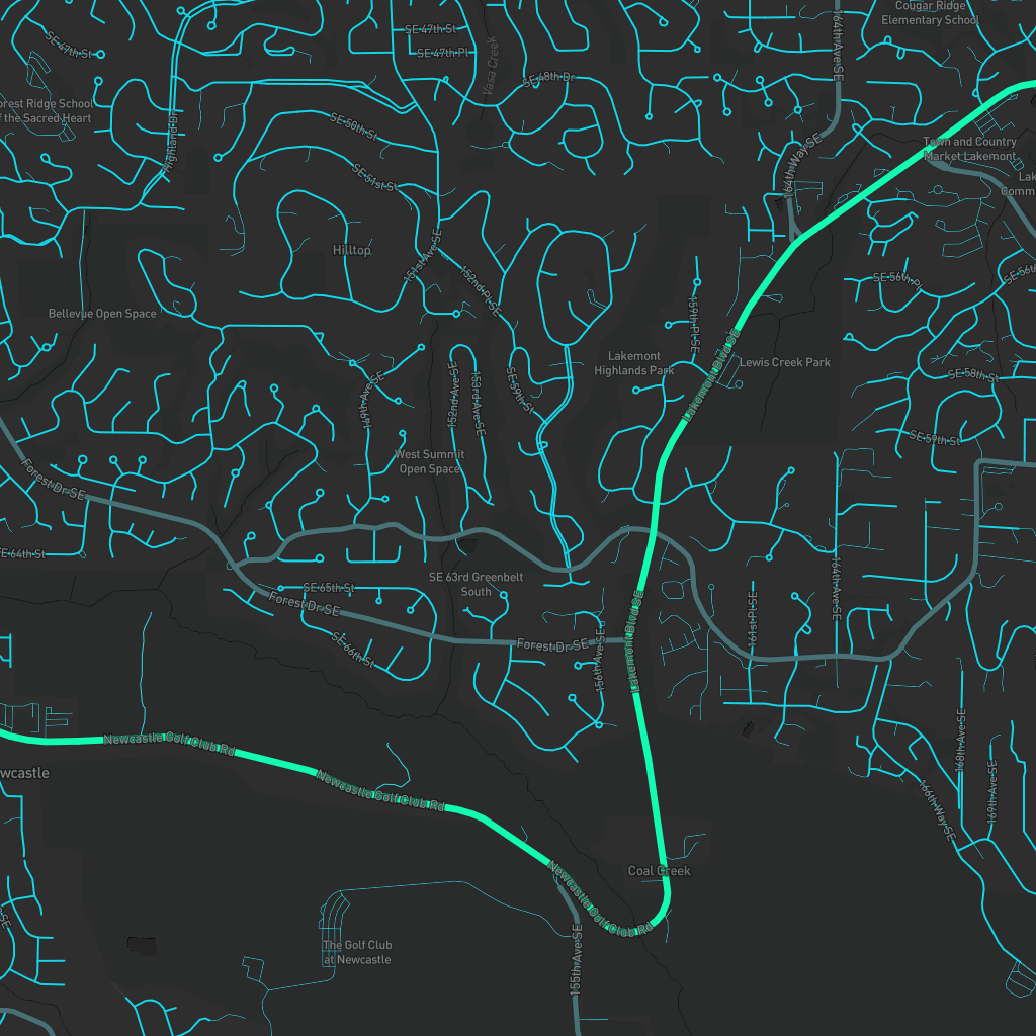 Cougar Ridge
Elementary School
164th Ave SE
SE 47th St
SE 47th St
SE 47th Pl
Vasa Creek
SE 48th Dr
Forest Ridge School
of the Sacred Heart
Highland Dr
SE 50th St
SE 51st St
164th Way SE
Town and Country
Market Lakemont
Hilltop
151st Ave SE
152nd Pl SE
SE 56th Pl
Bellevue Open Space
159th Pl SE
Lakemont
Highlands Park
Lakemont Blvd SE
Lewis Creek Park
SE 58th St
149th Ave SE
152nd Ave SE
153rd Ave SE
SE 59th St
SE 59th St
West Summit
Open Space
Forest Dr SE
SE 64th St
SE 63rd Greenbelt
South
SE 65th St
Forest Dr SE
SE 66th St
Forest Dr SE
156th Ave SE
Lakemont Blvd SE
Lakemont Blvd SE
161st Pl SE
164th Ave SE
Newcastle Golf Club Rd
Newcastle Golf Club Rd
168th Ave SE
169th Ave SE
166th Way SE
Coal Creek
Newcastle Golf Club Rd
The Golf Club
at Newcastle
155th Ave SE